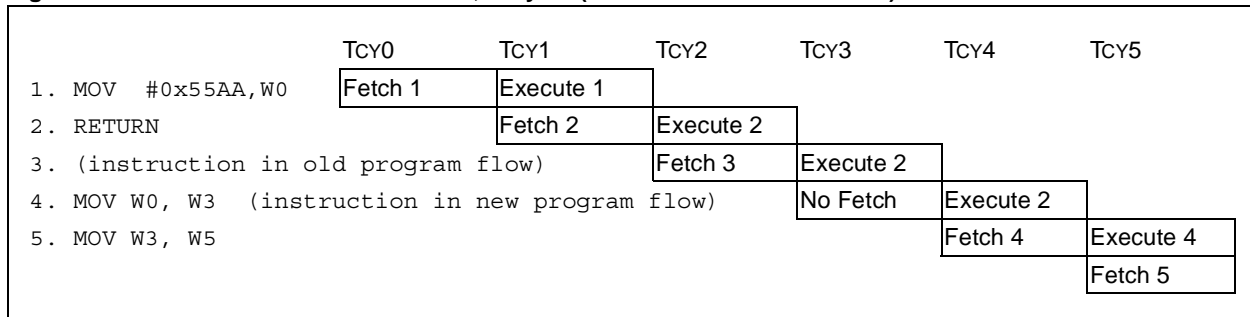 TCY0 TCY1 TCY2 TCY3 TCY4 TCY5
1. MOV #0x55AA,W0 Fetch 1 Execute 1
2. RETURN Fetch 2 Execute 2
3. (instruction in old program flow) Fetch 3 Execute 2
4. MOV W0, W3 (instruction in new program flow) No Fetch Execute 2
5. MOV W3, W5 Fetch 4 Execute 4
Fetch 5